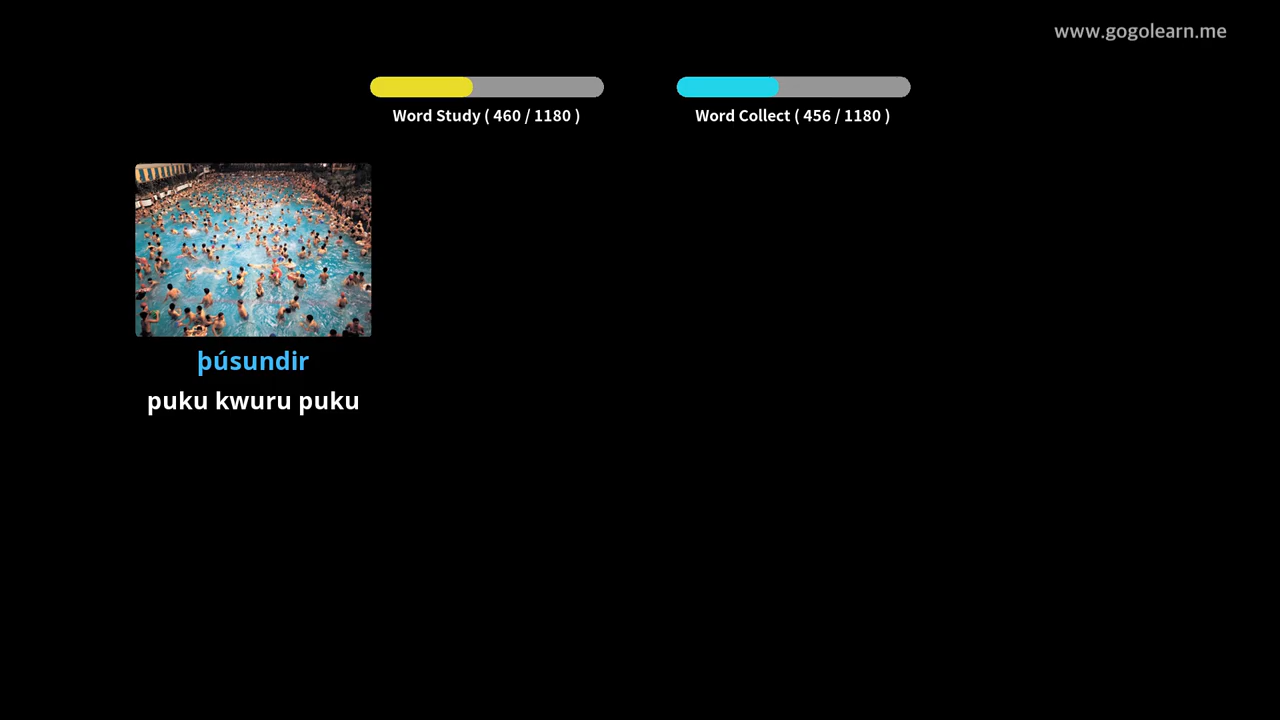 www.gogolearn.me
Word Study ( 460 / 1180 )
Word Collect ( 456 / 1180 )
þúsundir
puku kwuru puku